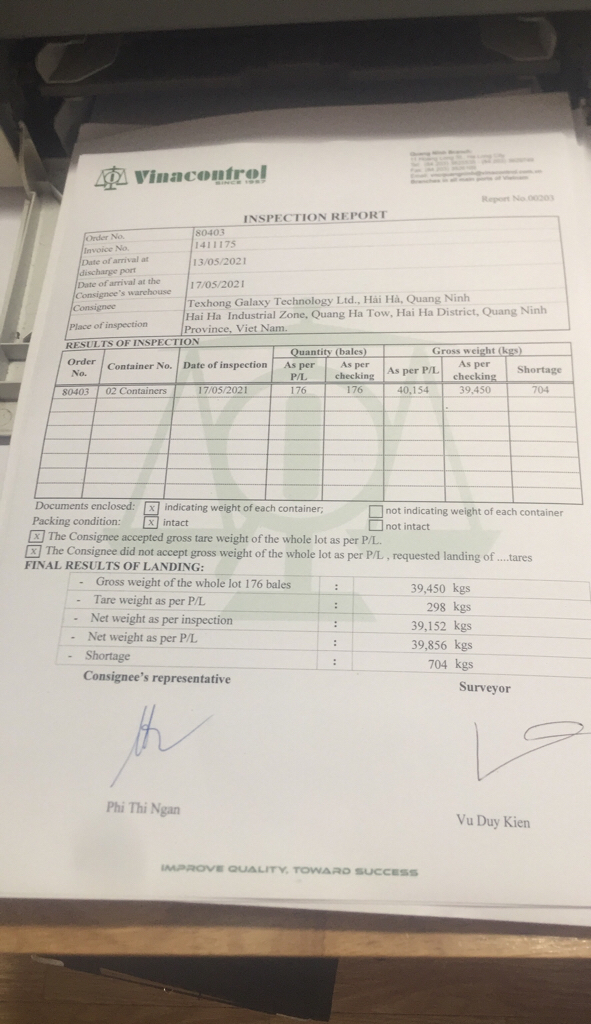 Vinacontrol
SINCE 1957
Quang Ninh Branch
Branches in all main ports of Vietnam
Report No.00203
INSPECTION REPORT
Order No. 80403
Invoice No. 1411175
Date of arrival at discharge port 13/05/2021
Date of arrival at the Consignee's warehouse 17/05/2021
Consignee Texhong Galaxy Technology Ltd., Hải Hà, Quang Ninh
Place of inspection Hai Ha Industrial Zone, Quang Ha Tow, Hai Ha District, Quang Ninh Province, Viet Nam.
RESULTS OF INSPECTION
Order No. Container No. Date of inspection Quantity (bales) Gross weight (kgs)
As per P/L As per checking As per P/L As per checking Shortage
80403 02 Containers 17/05/2021 176 176 40,154 39,450 704
Documents enclosed: x indicating weight of each container; not indicating weight of each container
Packing condition: x intact not intact
x The Consignee accepted gross tare weight of the whole lot as per P/L.
x The Consignee did not accept gross weight of the whole lot as per P/L , requested landing of ....tares
FINAL RESULTS OF LANDING:
- Gross weight of the whole lot 176 bales : 39,450 kgs
- Tare weight as per P/L : 298 kgs
- Net weight as per inspection : 39,152 kgs
- Net weight as per P/L : 39,856 kgs
- Shortage : 704 kgs
Consignee's representative Surveyor
Phi Thi Ngan Vu Duy Kien
IMPROVE QUALITY, TOWARD SUCCESS